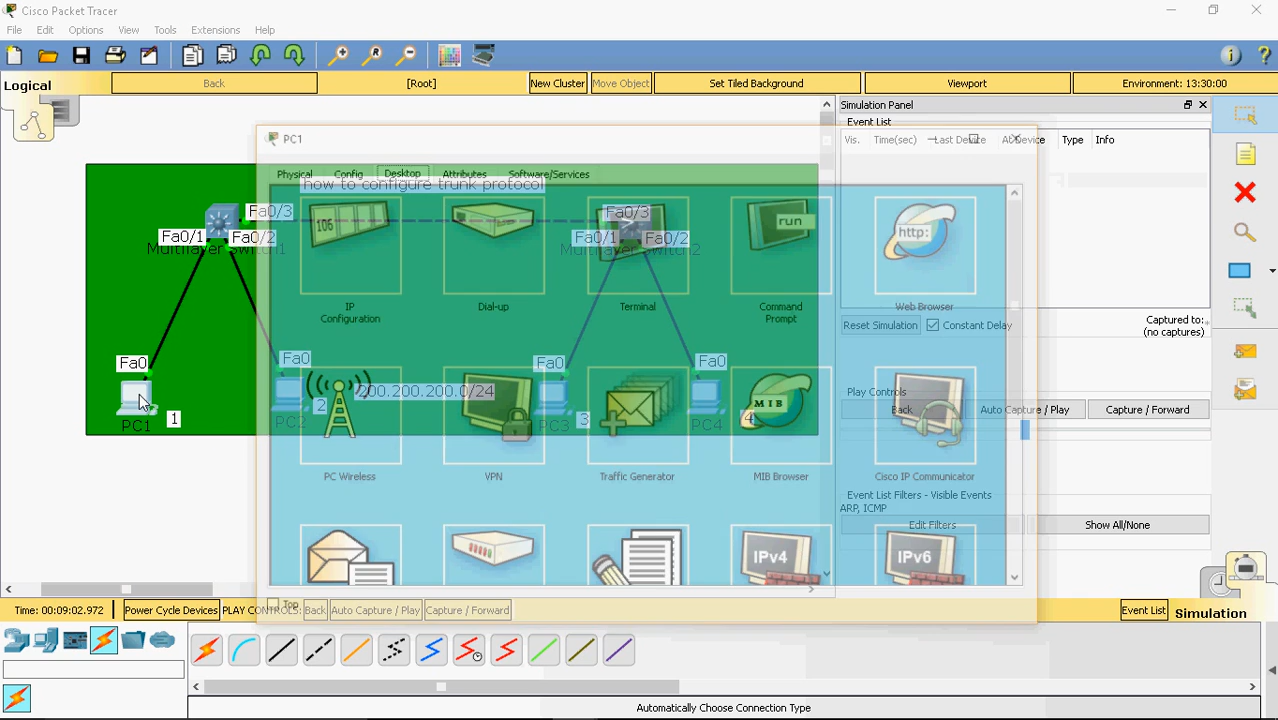 Cisco Packet Tracer
File Edit Options View Tools Extensions Help
Logical
Back
[Root]
New Cluster
Move Object
Set Tiled Background
Viewport
Environment: 13:30:00
Simulation Panel
Event List
Vis. Time(sec) Last Device At Device Type Info
PC1
Physical Config Desktop Attributes Software/Services
how to configure trunk protocol
106
run
http:
Fa0/3
Fa0/1
Fa0/2
Multilayer Switch1
Fa0/3
Fa0/1
Fa0/2
Multilayer Switch2
IP
Configuration
Dial-up
Terminal
Command
Prompt
Web Browser
Reset Simulation
Constant Delay
Captured to:
(no captures)
Fa0
Fa0
Fa0
Fa0
200.200.200.0/24
MIB
PC1
1
PC2
2
PC3
3
PC4
4
Play Controls
Back
Auto Capture / Play
Capture / Forward
PC Wireless
VPN
Traffic Generator
MIB Browser
Cisco IP Communicator
Event List Filters - Visible Events
ARP, ICMP
Edit Filters
Show All/None
IPv4
IPv6
Top
Time: 00:09:02.972
Power Cycle Devices
PLAY CONTROLS:
Back
Auto Capture / Play
Capture / Forward
Event List
Simulation
Automatically Choose Connection Type